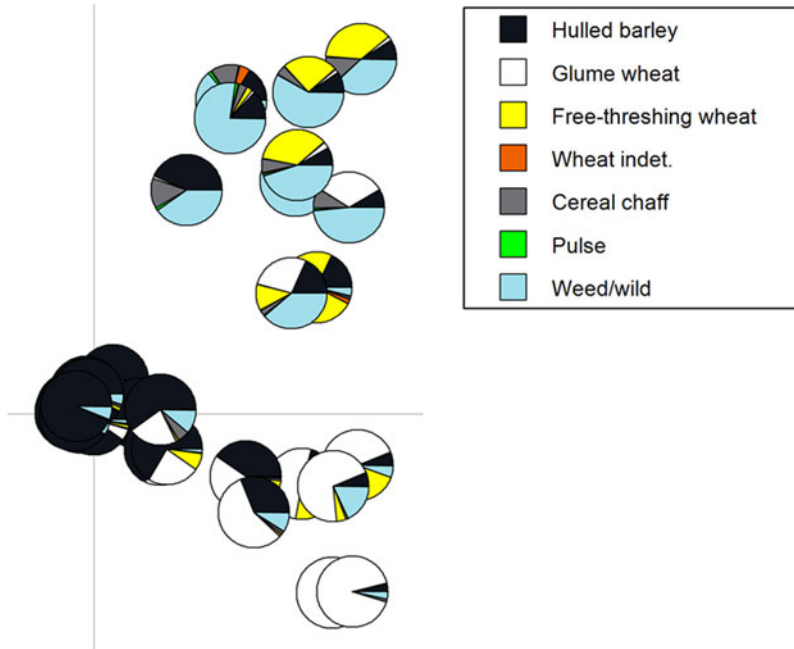 Hulled barley
Glume wheat
Free-threshing wheat
Wheat indet.
Cereal chaff
Pulse
Weed/wild